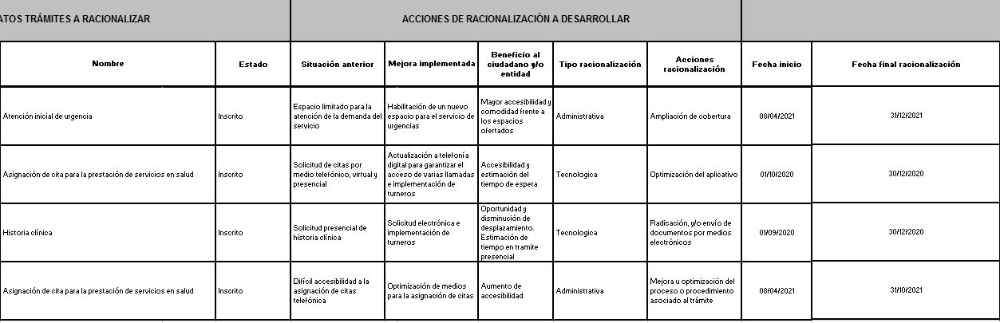 ATOS TRÁMITES A RACIONALIZAR
ACCIONES DE RACIONALIZACIÓN A DESARROLLAR
Nombre
Estado
Situación anterior
Mejora implementada
Beneficio al
ciudadano y/o
entidad
Tipo racionalización
Acciones
racionalización
Fecha inicio
Fecha final racionalización
Atención inicial de urgencia
Inscrito
Espacio limitado para la
atención de la demanda del
servicio
Habilitación de un nuevo
espacio para el servicio de
urgencias
Mayor accesibilidad y
comodidad frente a
los espacios
ofertados
Administrativa
Ampliación de cobertura
08/04/2021
31/12/2021
Asignación de cita para la prestación de servicios en salud
Inscrito
Solicitud de citas por
medio telefónico, virtual y
presencial
Actualización a telefonía
digital para garantizar el
acceso de varias llamadas
e implementación de
turneros
Accesibilidad y
estimación del
tiempo de espera
Tecnologica
Optimización del aplicativo
01/10/2020
30/12/2020
Historia clínica
Inscrito
Solicitud presencial de
historia clínica
Solicitud electrónica e
implementación de
turneros
Oportunidad y
disminución de
desplazamiento.
Estimación de
tiempo en tramite
presencial
Tecnologica
Radicación, y/o envío de
documentos por medios
electrónicos
01/09/2020
30/12/2020
Asignación de cita para la prestación de servicios en salud
Inscrito
Difícil accesibilidad a la
asignación de citas
telefónica
Optimización de medios
para la asignación de citas
Aumento de
accesibilidad
Administrativa
Mejora u optimización del
proceso o procedimiento
asociado al trámite
08/04/2021
31/10/2021